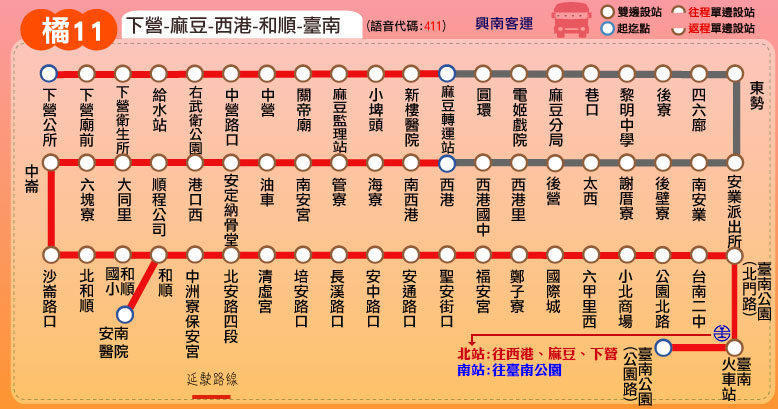 橘11
下營-麻豆-西港-和順-臺南
(語音代碼:411)
興南客運
雙邊設站
往程單邊設站
起迄點
返程單邊設站
下營公所
下營廟前
下營衛生所
給水站
右武衛公園
中營路口
中營
關帝廟
麻豆監理站
小埤頭
新樓醫院
麻豆轉運站
圓環
電姬戲院
麻豆分局
巷口
黎明中學
後寮
四六廍
東勢
中崙
六塊寮
大同里
順程公司
港口西
安定納骨堂
油車
南安宮
管寮
海寮
南西港
西港
西港國中
西港里
後營
太西
謝厝寮
後壁寮
南安業
安業派出所
沙崙路口
北和順
和順國小
和順
中洲寮保安宮
北安路四段
清虛宮
培安路口
長溪路口
安中路口
安通路口
聖安街口
福安宮
鄭子寮
國際城
六甲里西
小北商場
公園北路
台南二中
臺南公園(北門路)
安南醫院
北站:往西港、麻豆、下營
南站:往臺南公園
臺南公園(公園路)
臺南火車站
延駛路線